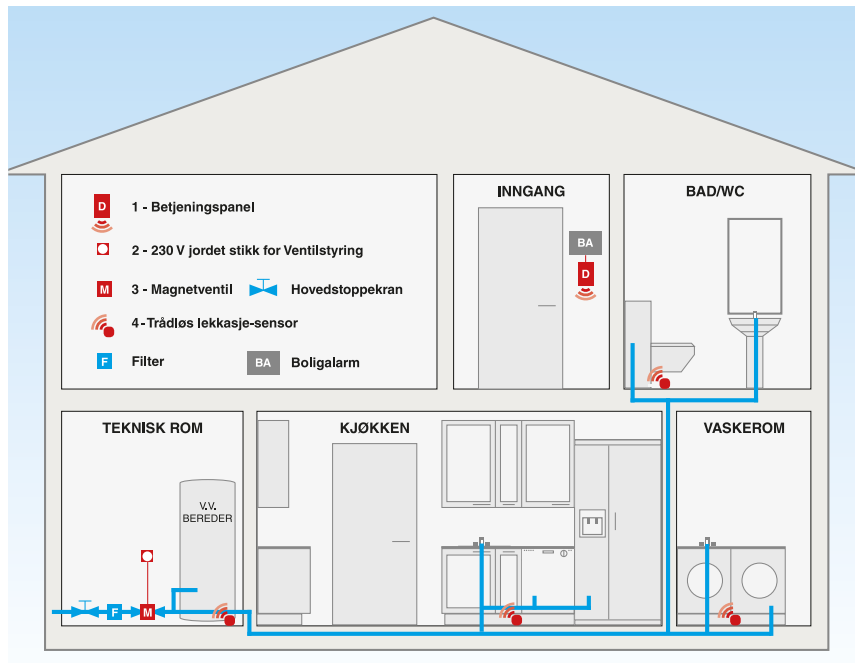 D
1 - Betjeningspanel
2 - 230 V jordet stikk for Ventilstyring
M
3 - Magnetventil
Hovedstoppekran
4 - Trådløs lekkasje-sensor
F
Filter
BA
Boligalarm
INNGANG
BA
D
BAD/WC
TEKNISK ROM
V.V.
BEREDER
F
M
KJØKKEN
VASKEROM